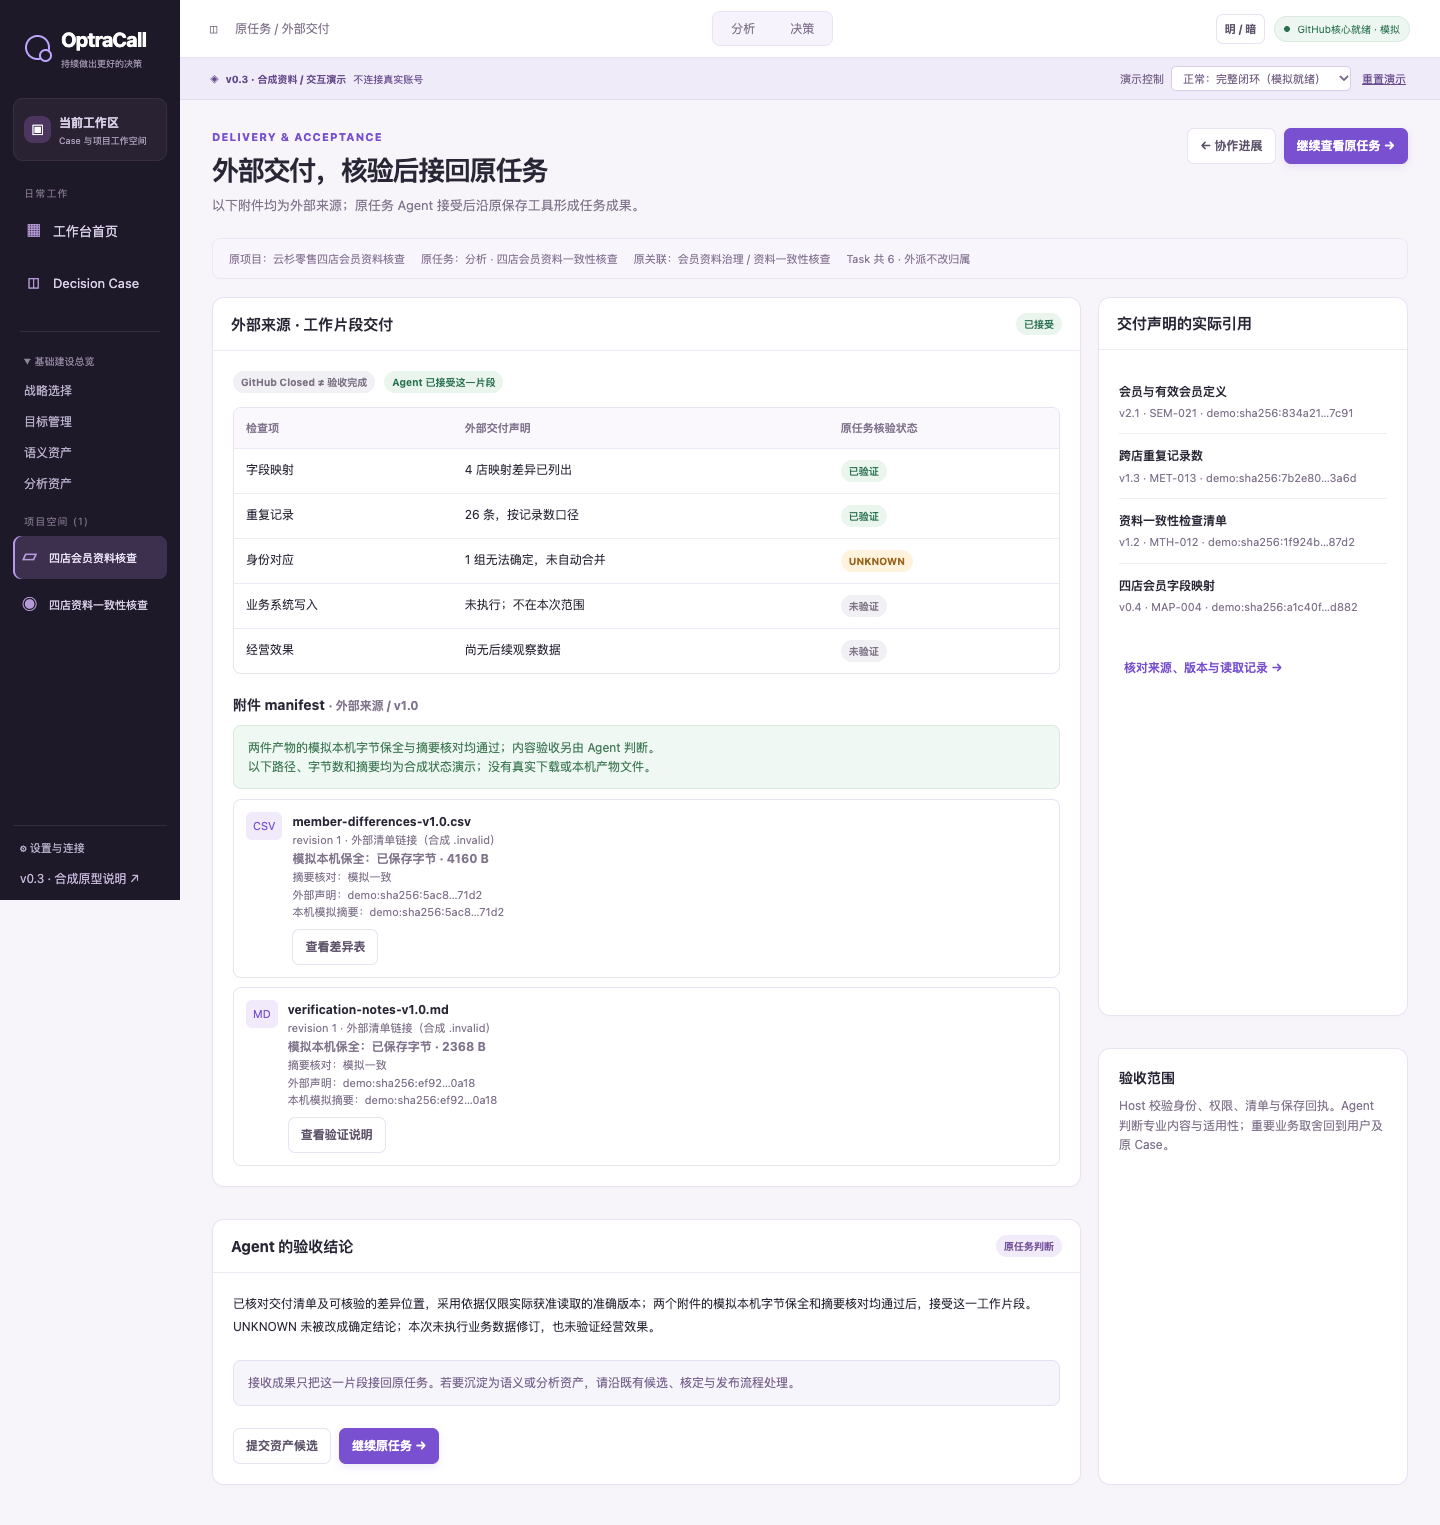 OptraCall
持续做出更好的决策
当前工作区
Case 与项目工作空间
日常工作
工作台首页
Decision Case
▾ 基础建设总览
战略选择
目标管理
语义资产
分析资产
项目空间 (1)
四店会员资料核查
四店资料一致性核查
设置与连接
v0.3 · 合成原型说明 ↗
原任务 / 外部交付
分析
决策
明 / 暗
GitHub核心就绪 · 模拟
v0.3 · 合成资料 / 交互演示 不连接真实账号
演示控制
正常：完整闭环（模拟就绪）
重置演示
DELIVERY & ACCEPTANCE
外部交付，核验后接回原任务
以下附件均为外部来源；原任务 Agent 接受后沿原保存工具形成任务成果。
← 协作进展
继续查看原任务 →
原项目：云杉零售四店会员资料核查 原任务：分析 · 四店会员资料一致性核查 原关联：会员资料治理 / 资料一致性核查 Task 共 6 · 外派不改归属
外部来源 · 工作片段交付
已接受
GitHub Closed ≠ 验收完成
Agent 已接受这一片段
检查项 外部交付声明 原任务核验状态
字段映射 4 店映射差异已列出 已验证
重复记录 26 条，按记录数口径 已验证
身份对应 1 组无法确定，未自动合并 UNKNOWN
业务系统写入 未执行；不在本次范围 未验证
经营效果 尚无后续观察数据 未验证
附件 manifest · 外部来源 / v1.0
两件产物的模拟本机字节保全与摘要核对均通过；内容验收另由 Agent 判断。
以下路径、字节数和摘要均为合成状态演示；没有真实下载或本机产物文件。
CSV
member-differences-v1.0.csv
revision 1 · 外部清单链接（合成 .invalid）
模拟本机保全：已保存字节 · 4160 B
摘要核对：模拟一致
外部声明：demo:sha256:5ac8…71d2
本机模拟摘要：demo:sha256:5ac8…71d2
查看差异表
MD
verification-notes-v1.0.md
revision 1 · 外部清单链接（合成 .invalid）
模拟本机保全：已保存字节 · 2368 B
摘要核对：模拟一致
外部声明：demo:sha256:ef92…0a18
本机模拟摘要：demo:sha256:ef92…0a18
查看验证说明
交付声明的实际引用
会员与有效会员定义
v2.1 · SEM-021 · demo:sha256:834a21…7c91
跨店重复记录数
v1.3 · MET-013 · demo:sha256:7b2e80…3a6d
资料一致性检查清单
v1.2 · MTH-012 · demo:sha256:1f924b…87d2
四店会员字段映射
v0.4 · MAP-004 · demo:sha256:a1c40f…d882
核对来源、版本与读取记录 →
验收范围
Host 校验身份、权限、清单与保存回执。Agent
判断专业内容与适用性；重要业务取舍回到用户及
原 Case。
Agent 的验收结论
原任务判断
已核对交付清单及可核验的差异位置，采用依据仅限实际获准读取的准确版本；两个附件的模拟本机字节保全和摘要核对均通过后，接受这一工作片段。
UNKNOWN 未被改成确定结论；本次未执行业务数据修订，也未验证经营效果。
接收成果只把这一片段接回原任务。若要沉淀为语义或分析资产，请沿既有候选、核定与发布流程处理。
提交资产候选
继续原任务 →